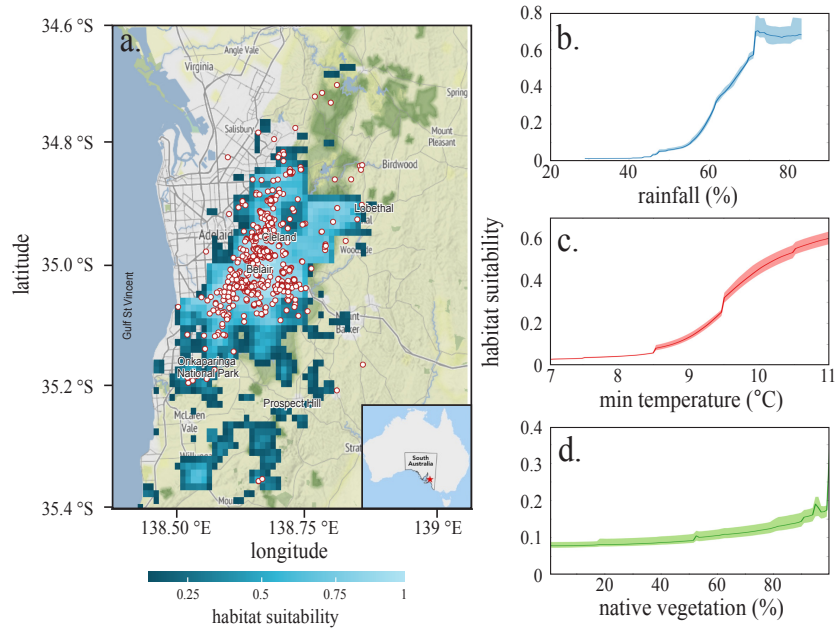 a.
34.6 °S
34.8 °S
35.0 °S
35.2 °S
35.4 °S
latitude
Angle Vale
Virginia
Salisbury
Spring
Mount
Pleasant
Birdwood
Lobethal
Adelaid
Cleland
Belair
Mount
Barker
Gulf St Vincent
Onkaparinga
National Park
McLaren
Vale
Prospect Hill
Strat
Mou
South
Australia
138.50 °E
138.75 °E
139 °E
longitude
0.25
0.5
0.75
1
habitat suitability
b.
0.8
0.6
0.4
0.2
0
20
40
60
80
rainfall (%)
habitat suitability
c.
0.6
0.4
0.2
0
7
8
9
10
11
min temperature (°C)
d.
0.4
0.3
0.2
0.1
0
20
40
60
80
native vegetation (%)